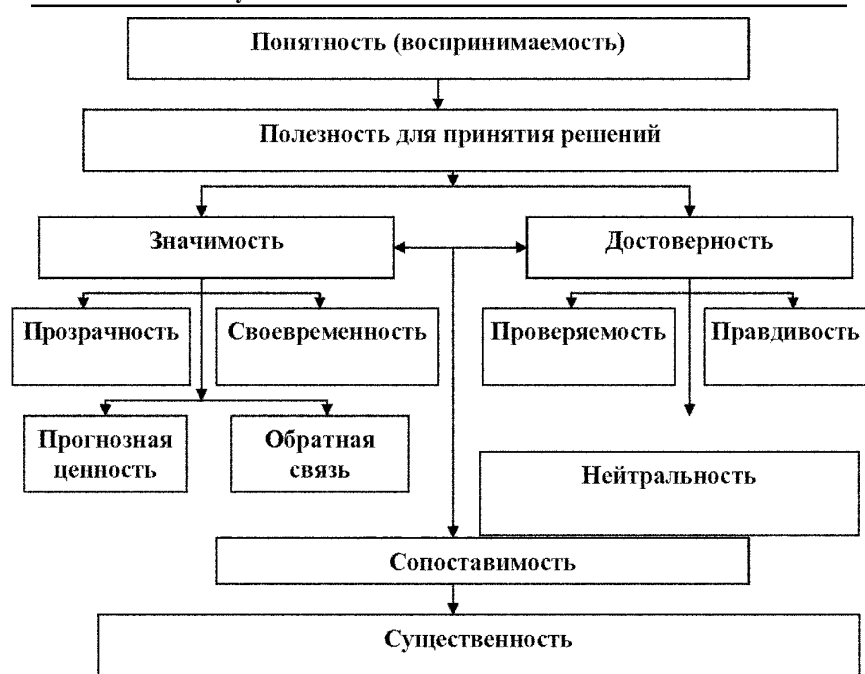 Понятность (воспринимаемость)
Полезность для принятия решений
Значимость
Достоверность
Прозрачность
Своевременность
Проверяемость
Правдивость
Прогнозная
ценность
Обратная
связь
Нейтральность
Сопоставимость
Существенность